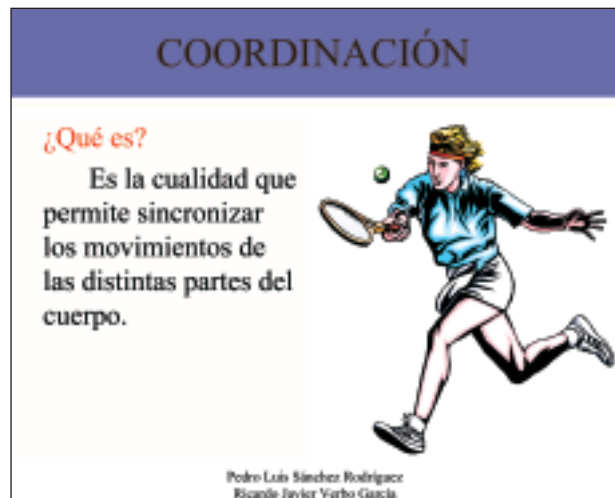 COORDINACIÓN
¿Qué es?
Es la cualidad que
permite sincronizar
los movimientos de
las distintas partes del
cuerpo.
Pedro Luis Sánchez Rodríguez
Ricardo Javier Verbo García